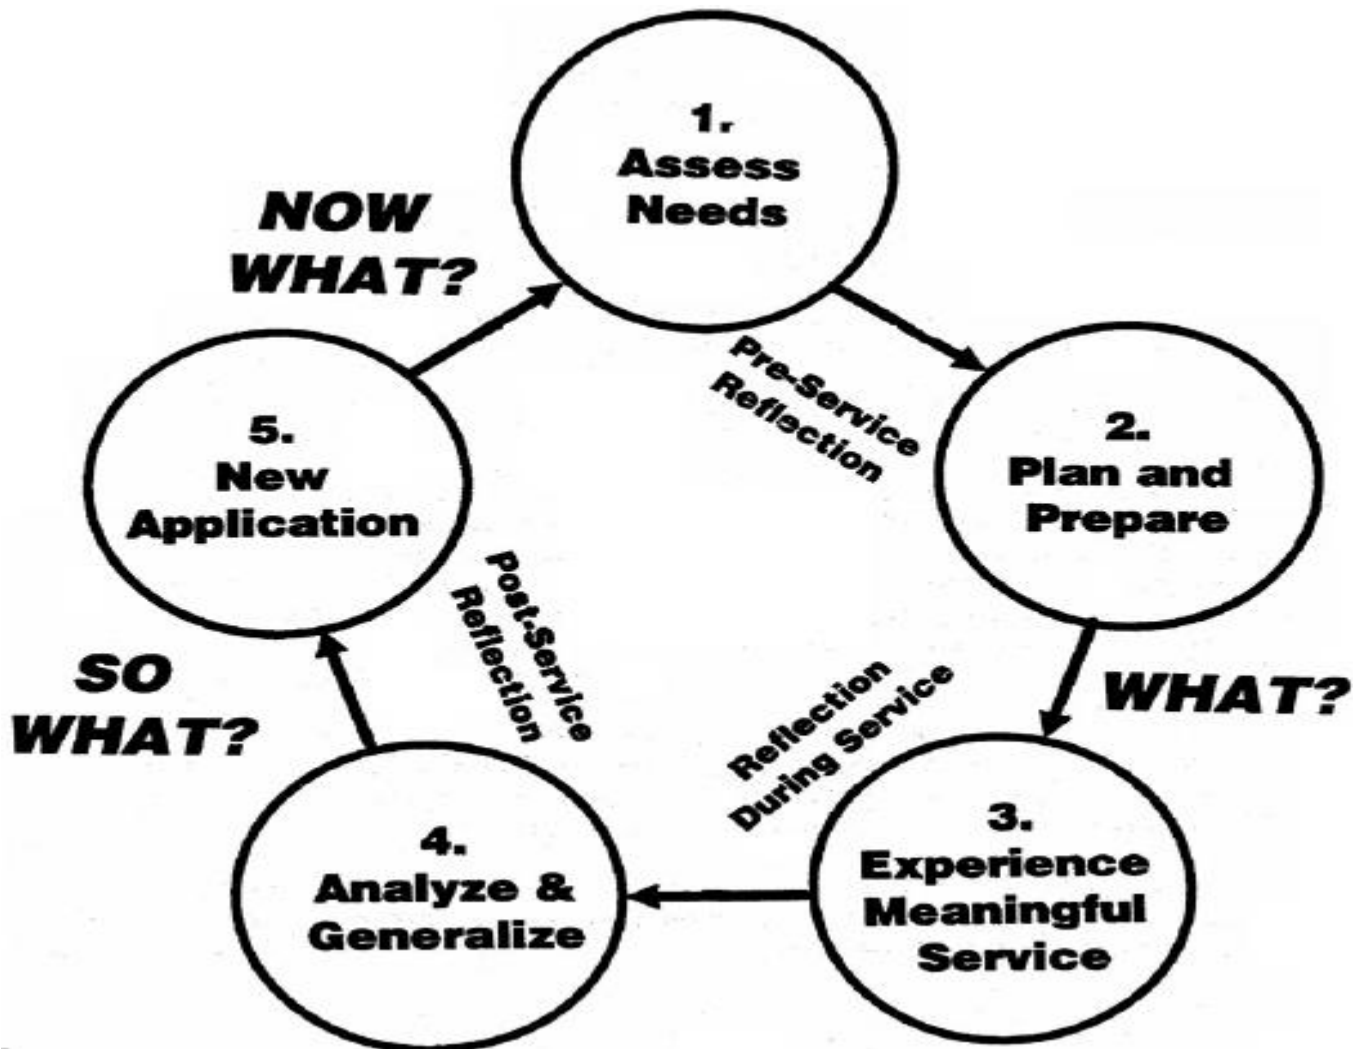 1.
Assess
Needs
NOW
WHAT?
Pre-Service
Reflection
2.
Plan and
Prepare
5.
New
Application
Post-Service
Reflection
SO
WHAT?
Reflection
During Service
WHAT?
3.
Experience
Meaningful
Service
4.
Analyze &
Generalize